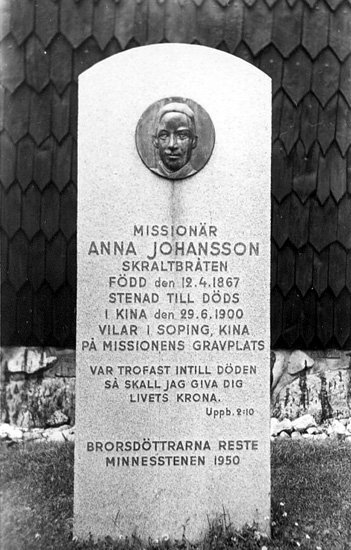 MISSIONÄR
ANNA JOHANSSON
SKRALTBRÅTEN
FÖDD den 12.4.1867
STENAD TILL DÖDS
I KINA den 29.6.1900
VILAR I SOPING, KINA
PÅ MISSIONENS GRAVPLATS
VAR TROFAST INTILL DÖDEN
SÅ SKALL JAG GIVA DIG
LIVETS KRONA.
Uppb. 2:10
BRORSDÖTTRARNA RESTE
MINNESSTENEN 1950